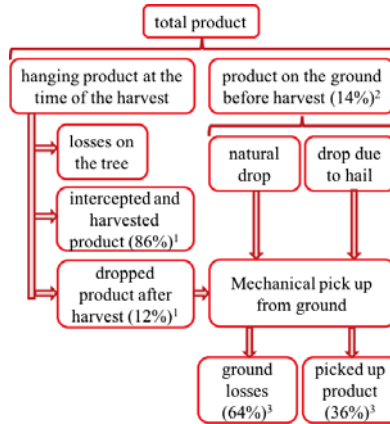 total product
hanging product at the
time of the harvest
product on the ground
before harvest (14%)²
losses on
the tree
natural
drop
drop due
to hail
intercepted and
harvested
product (86%)¹
dropped
product after
harvest (12%)¹
Mechanical pick up
from ground
ground
losses
(64%)³
picked up
product
(36%)³